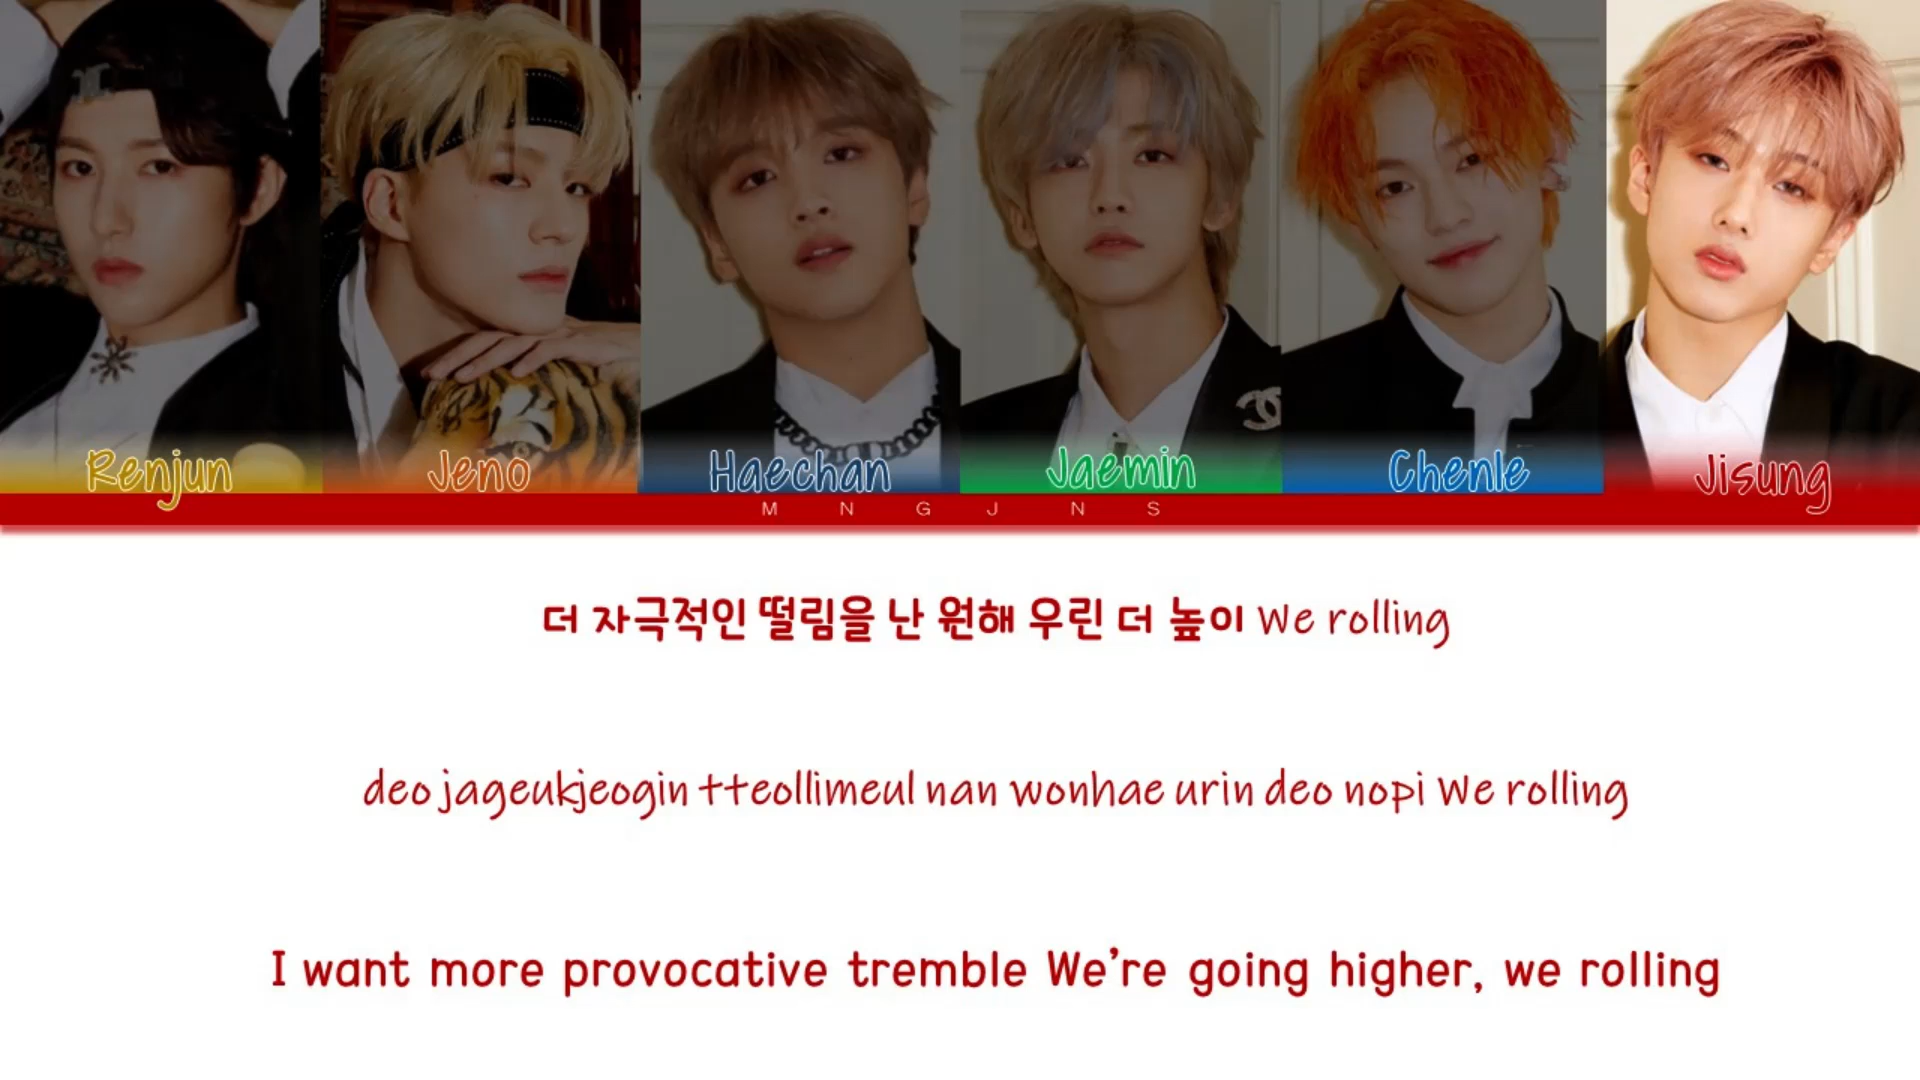 Renjun Jeno Haechan Jaemin Chenle Jisung
M N G J N S
더 자극적인 떨림을 난 원해 우린 더 높이 We rolling
deo jageukjeogin tteollimeul nan wonhae urin deo nopi We rolling
I want more provocative tremble We're going higher, we rolling